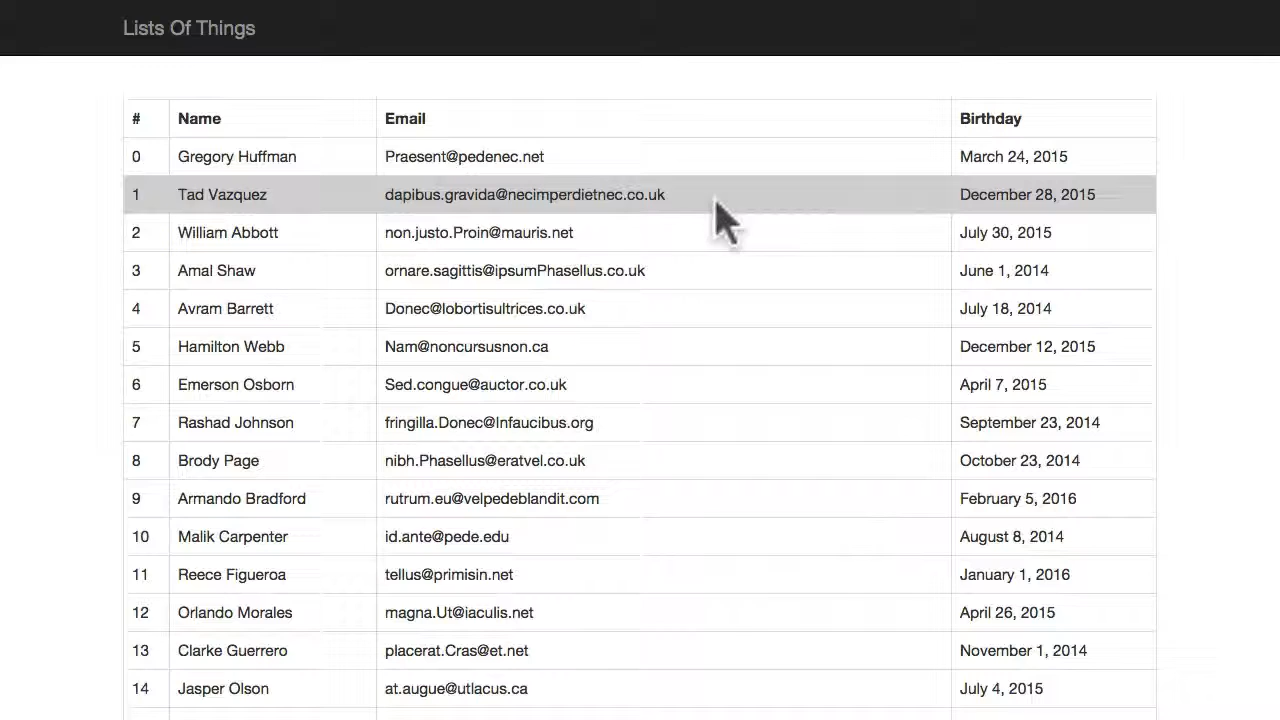 Lists Of Things
# Name Email Birthday
0 Gregory Huffman Praesent@pedenec.net March 24, 2015
1 Tad Vazquez dapibus.gravida@necimperdietnec.co.uk December 28, 2015
2 William Abbott non.justo.Proin@mauris.net July 30, 2015
3 Amal Shaw ornare.sagittis@ipsumPhasellus.co.uk June 1, 2014
4 Avram Barrett Donec@lobortisultrices.co.uk July 18, 2014
5 Hamilton Webb Nam@noncursusnon.ca December 12, 2015
6 Emerson Osborn Sed.congue@auctor.co.uk April 7, 2015
7 Rashad Johnson fringilla.Donec@Infaucibus.org September 23, 2014
8 Brody Page nibh.Phasellus@eratvel.co.uk October 23, 2014
9 Armando Bradford rutrum.eu@velpedeblandit.com February 5, 2016
10 Malik Carpenter id.ante@pede.edu August 8, 2014
11 Reece Figueroa tellus@primisin.net January 1, 2016
12 Orlando Morales magna.Ut@iaculis.net April 26, 2015
13 Clarke Guerrero placerat.Cras@et.net November 1, 2014
14 Jasper Olson at.augue@utlacus.ca July 4, 2015